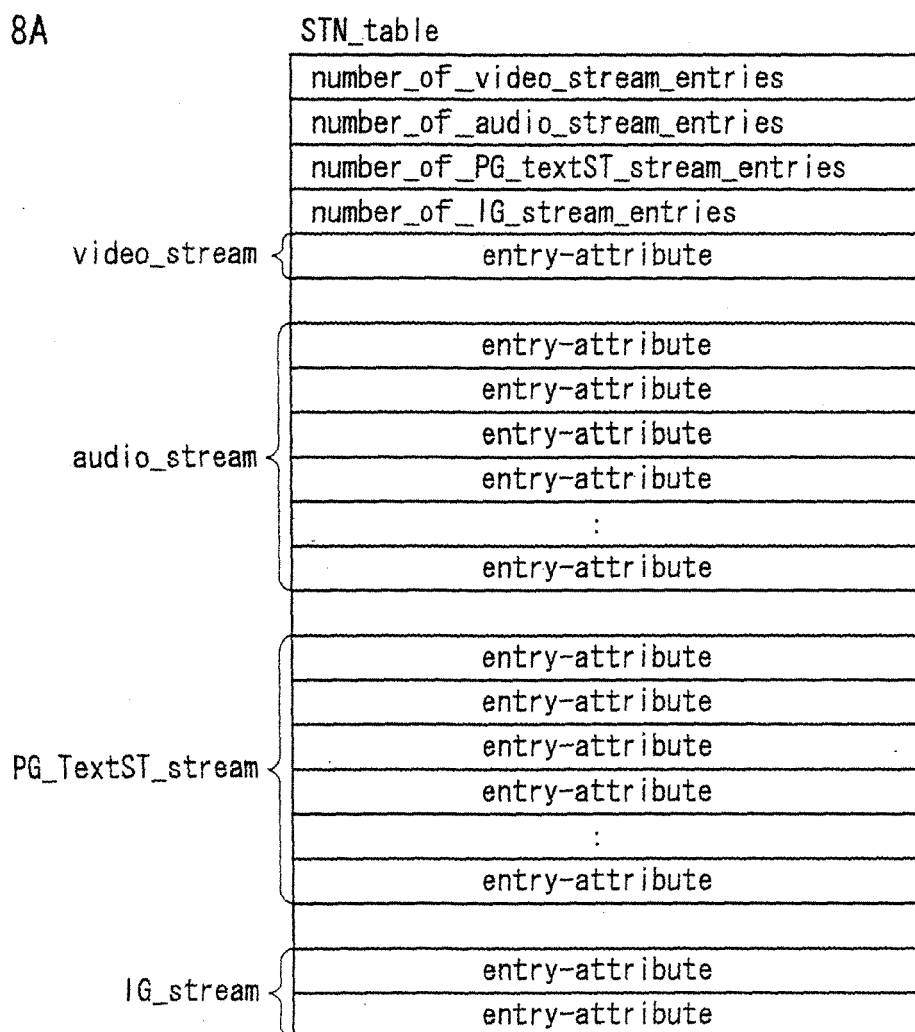 8A
STN_table
number_of_video_stream_entries
number_of_audio_stream_entries
number_of_PG_textST_stream_entries
number_of_IG_stream_entries
video_stream
entry-attribute
audio_stream
entry-attribute
entry-attribute
entry-attribute
entry-attribute
:
entry-attribute
PG_TextST_stream
entry-attribute
entry-attribute
entry-attribute
entry-attribute
:
entry-attribute
IG_stream
entry-attribute
entry-attribute